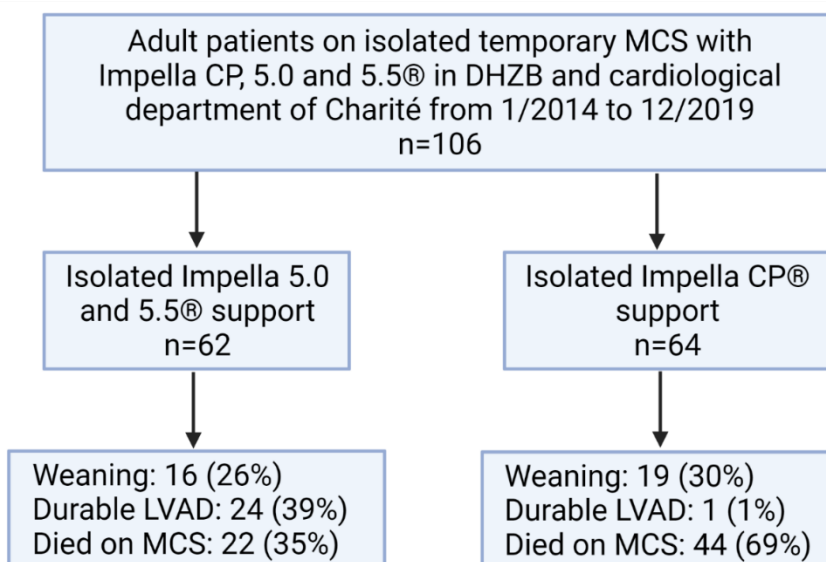 Adult patients on isolated temporary MCS with
Impella CP, 5.0 and 5.5® in DHZB and cardiological
department of Charité from 1/2014 to 12/2019
n=106
Isolated Impella 5.0
and 5.5® support
n=62
Isolated Impella CP®
support
n=64
Weaning: 16 (26%)
Durable LVAD: 24 (39%)
Died on MCS: 22 (35%)
Weaning: 19 (30%)
Durable LVAD: 1 (1%)
Died on MCS: 44 (69%)